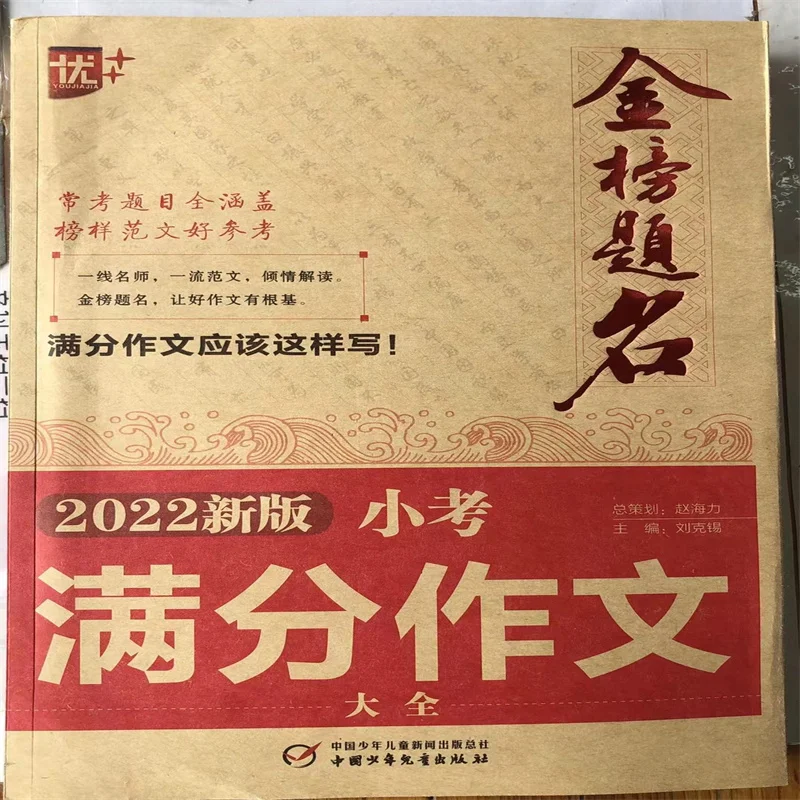 优++
YOUJIAJIA
金榜题名
常考题目全涵盖
榜样范文好参考
一线名师，一流范文，倾情解读。
金榜题名，让好作文有根基。
满分作文应该这样写！
2022新版 小考
总策划：赵海力
主 编：刘克锡
满分作文
大全
中国少年儿童新闻出版总社
中国少年儿童出版社